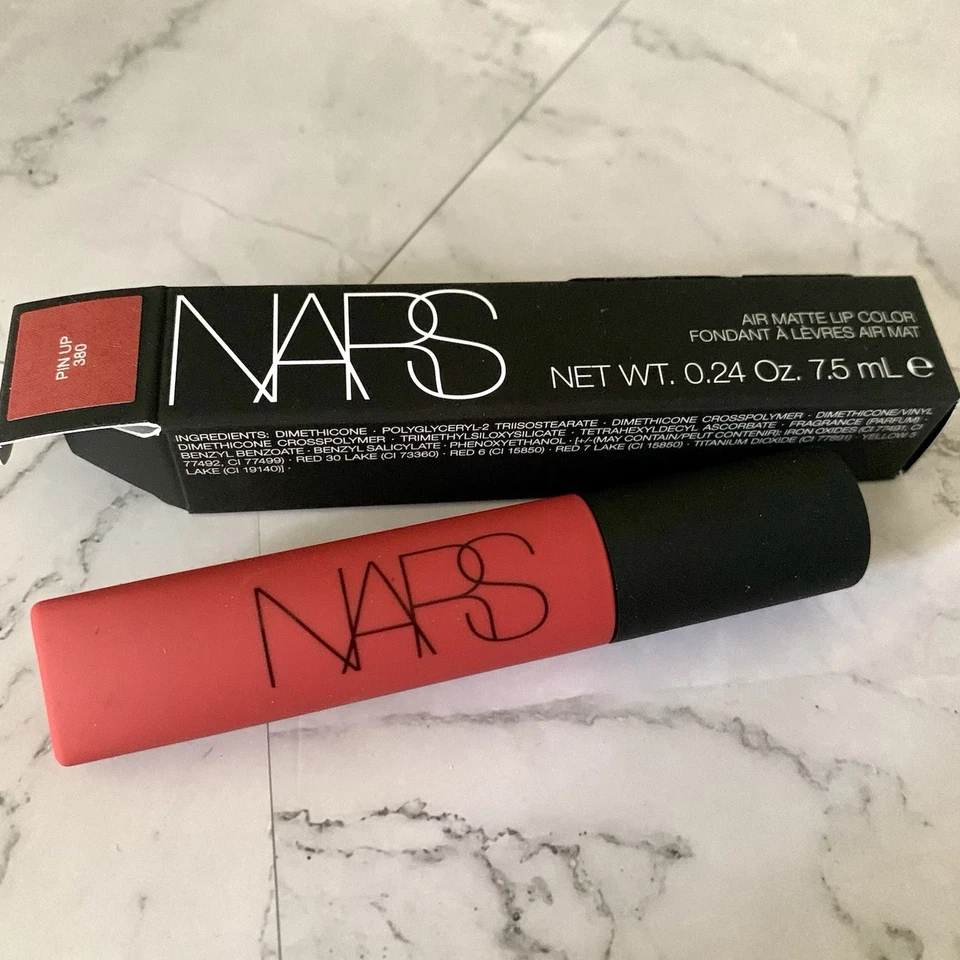 PIN UP
380
NARS
AIR MATTE LIP COLOR
FONDANT À LÈVRES AIR MAT
NET WT. 0.24 Oz. 7.5 mL ℮
INGREDIENTS: DIMETHICONE · POLYGLYCERYL-2 TRIISOSTEARATE · DIMETHICONE CROSSPOLYMER · DIMETHICONE/VINYL
DIMETHICONE CROSSPOLYMER · TRIMETHYLSILOXYSILICATE · TETRAHEXYLDECYL ASCORBATE · FRAGRANCE (PARFUM) ·
BENZYL BENZOATE · BENZYL SALICYLATE · PHENOXYETHANOL · [+/-(MAY CONTAIN/PEUT CONTENIR): IRON OXIDES (CI 77491, CI
77492, CI 77499) · RED 30 LAKE (CI 73360) · RED 6 (CI 15850) · RED 7 LAKE (CI 15850) · TITANIUM DIOXIDE (CI 77891) · YELLOW 5
LAKE (CI 19140)] ·
NARS